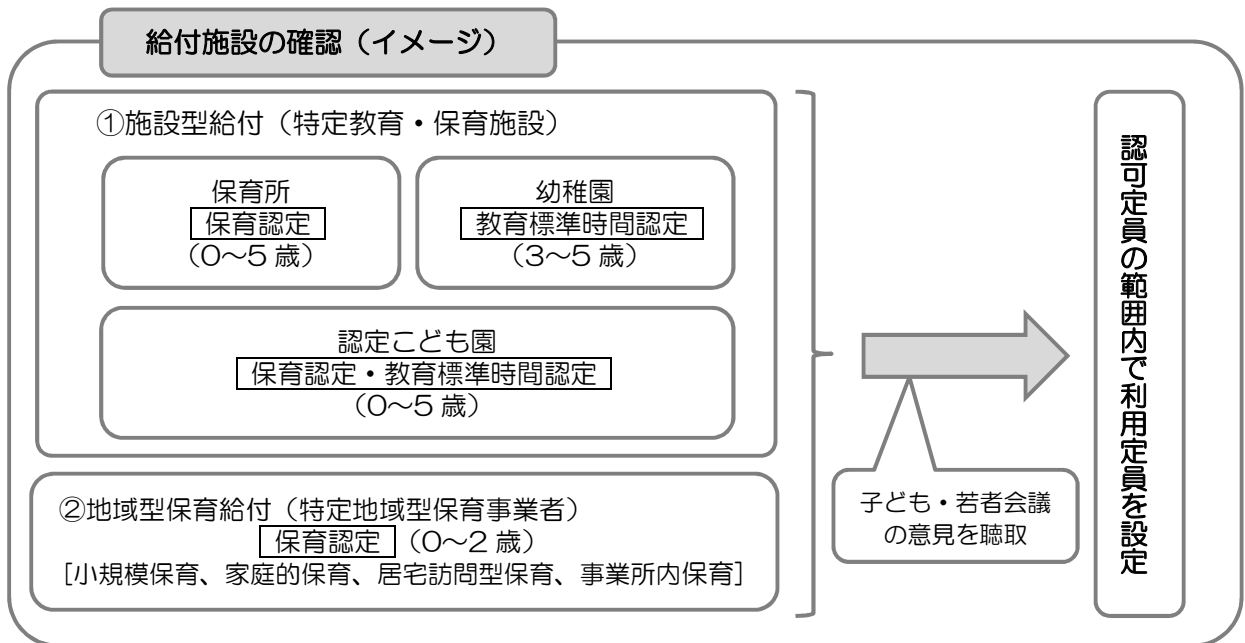 給付施設の確認（イメージ）
①施設型給付（特定教育・保育施設）
保育所
保育認定
（0～5 歳）
幼稚園
教育標準時間認定
（3～5 歳）
認定こども園
保育認定・教育標準時間認定
（0～5 歳）
②地域型保育給付（特定地域型保育事業者）
保育認定（0～2 歳）
[小規模保育、家庭的保育、居宅訪問型保育、事業所内保育]
子ども・若者会議
の意見を聴取
認可定員の範囲内で利用定員を設定